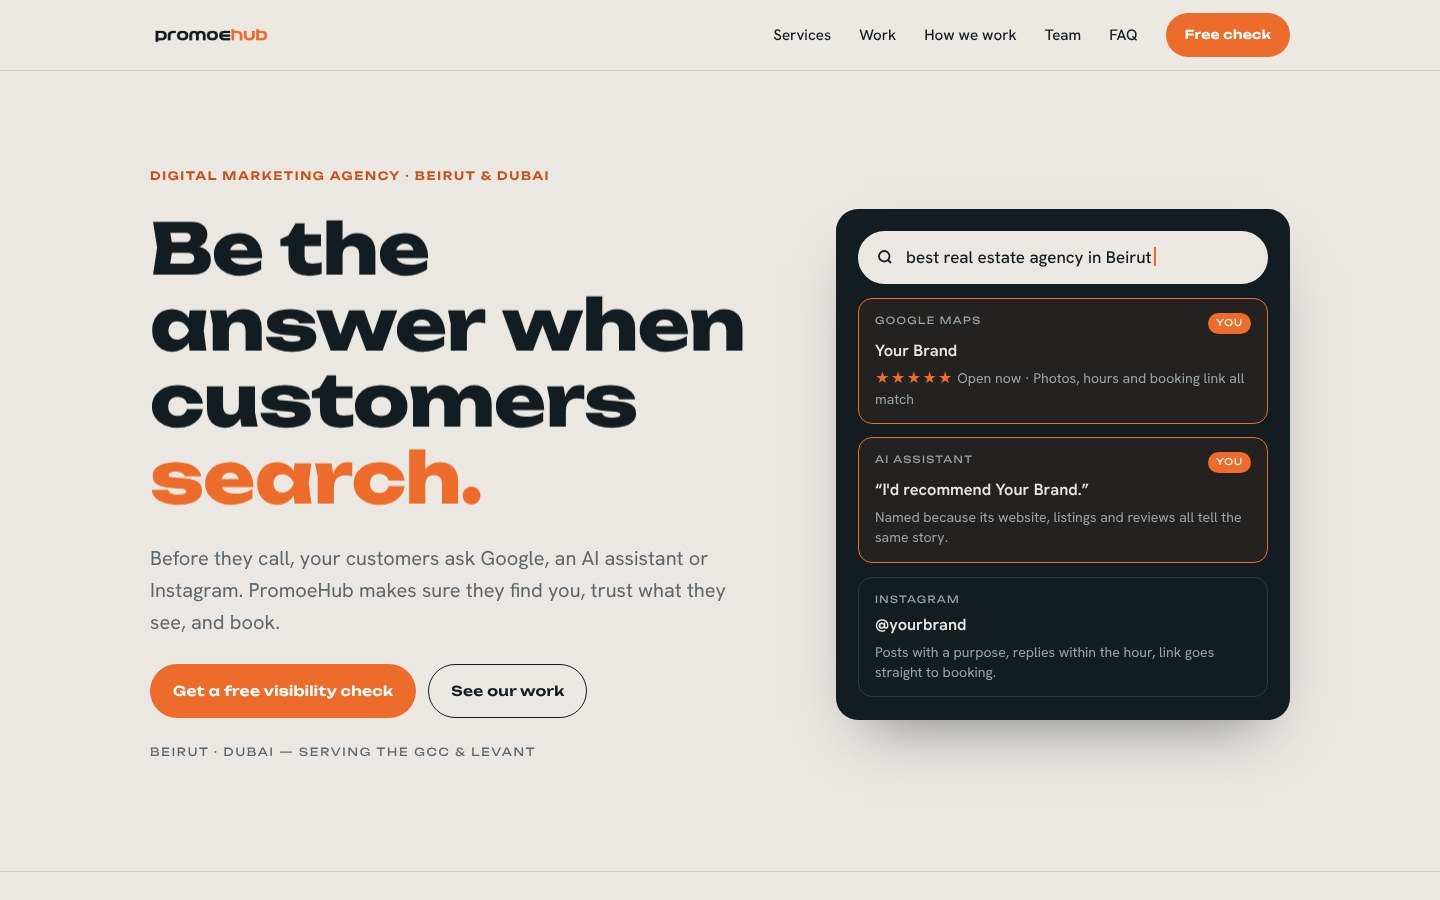 promoehub
Services
Work
How we work
Team
FAQ
Free check
DIGITAL MARKETING AGENCY · BEIRUT & DUBAI
Be the
answer when
customers
search.
Before they call, your customers ask Google, an AI assistant or
Instagram. PromoeHub makes sure they find you, trust what they
see, and book.
Get a free visibility check
See our work
BEIRUT · DUBAI — SERVING THE GCC & LEVANT
best real estate agency in Beirut
GOOGLE MAPS
YOU
Your Brand
★★★★★ Open now · Photos, hours and booking link all
match
AI ASSISTANT
YOU
“I'd recommend Your Brand.”
Named because its website, listings and reviews all tell the
same story.
INSTAGRAM
@yourbrand
Posts with a purpose, replies within the hour, link goes
straight to booking.